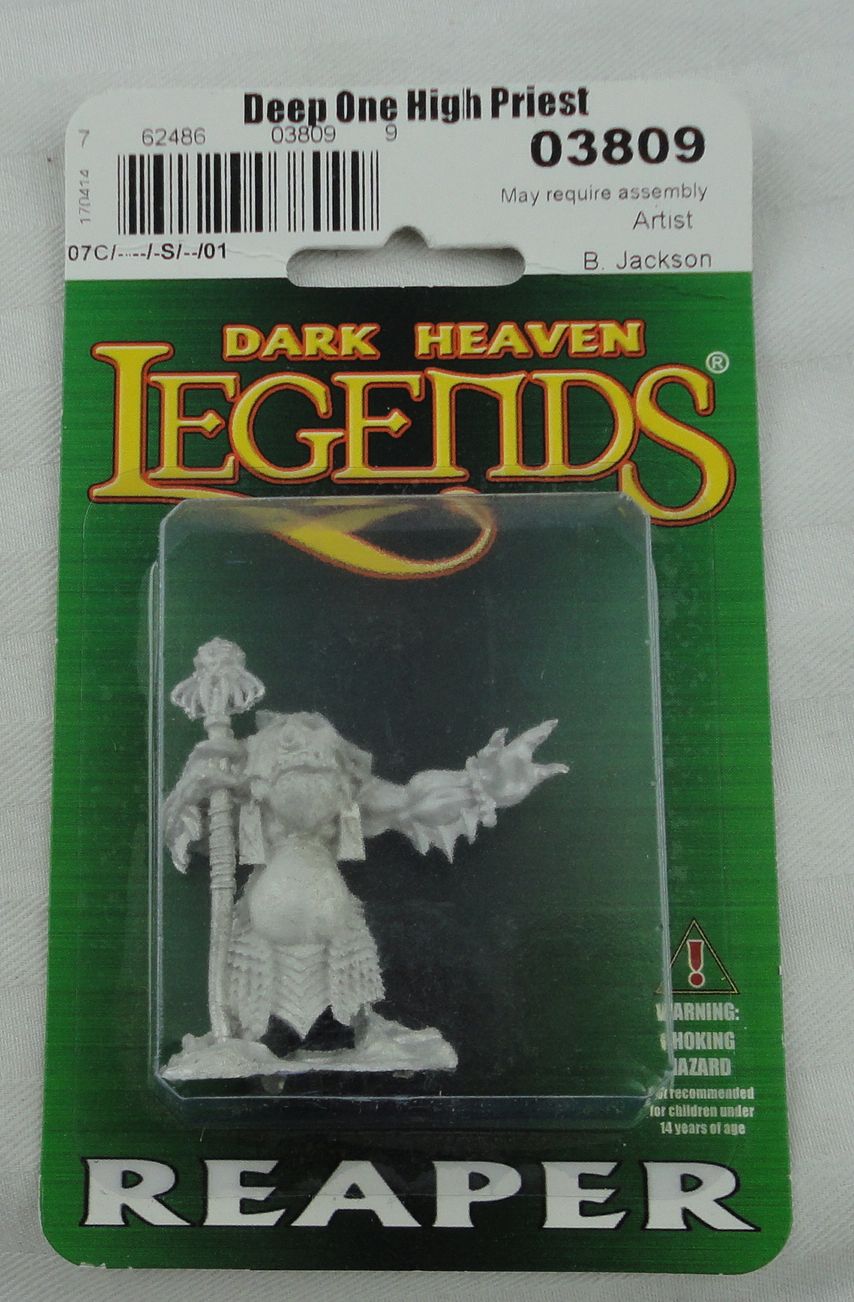 Deep One High Priest
7 62486 03809 9
03809
170414
May require assembly
Artist
07C/----/-S/--/01
B. Jackson
DARK HEAVEN
LEGENDS®
WARNING:
CHOKING
HAZARD
Not recommended
for children under
14 years of age
REAPER